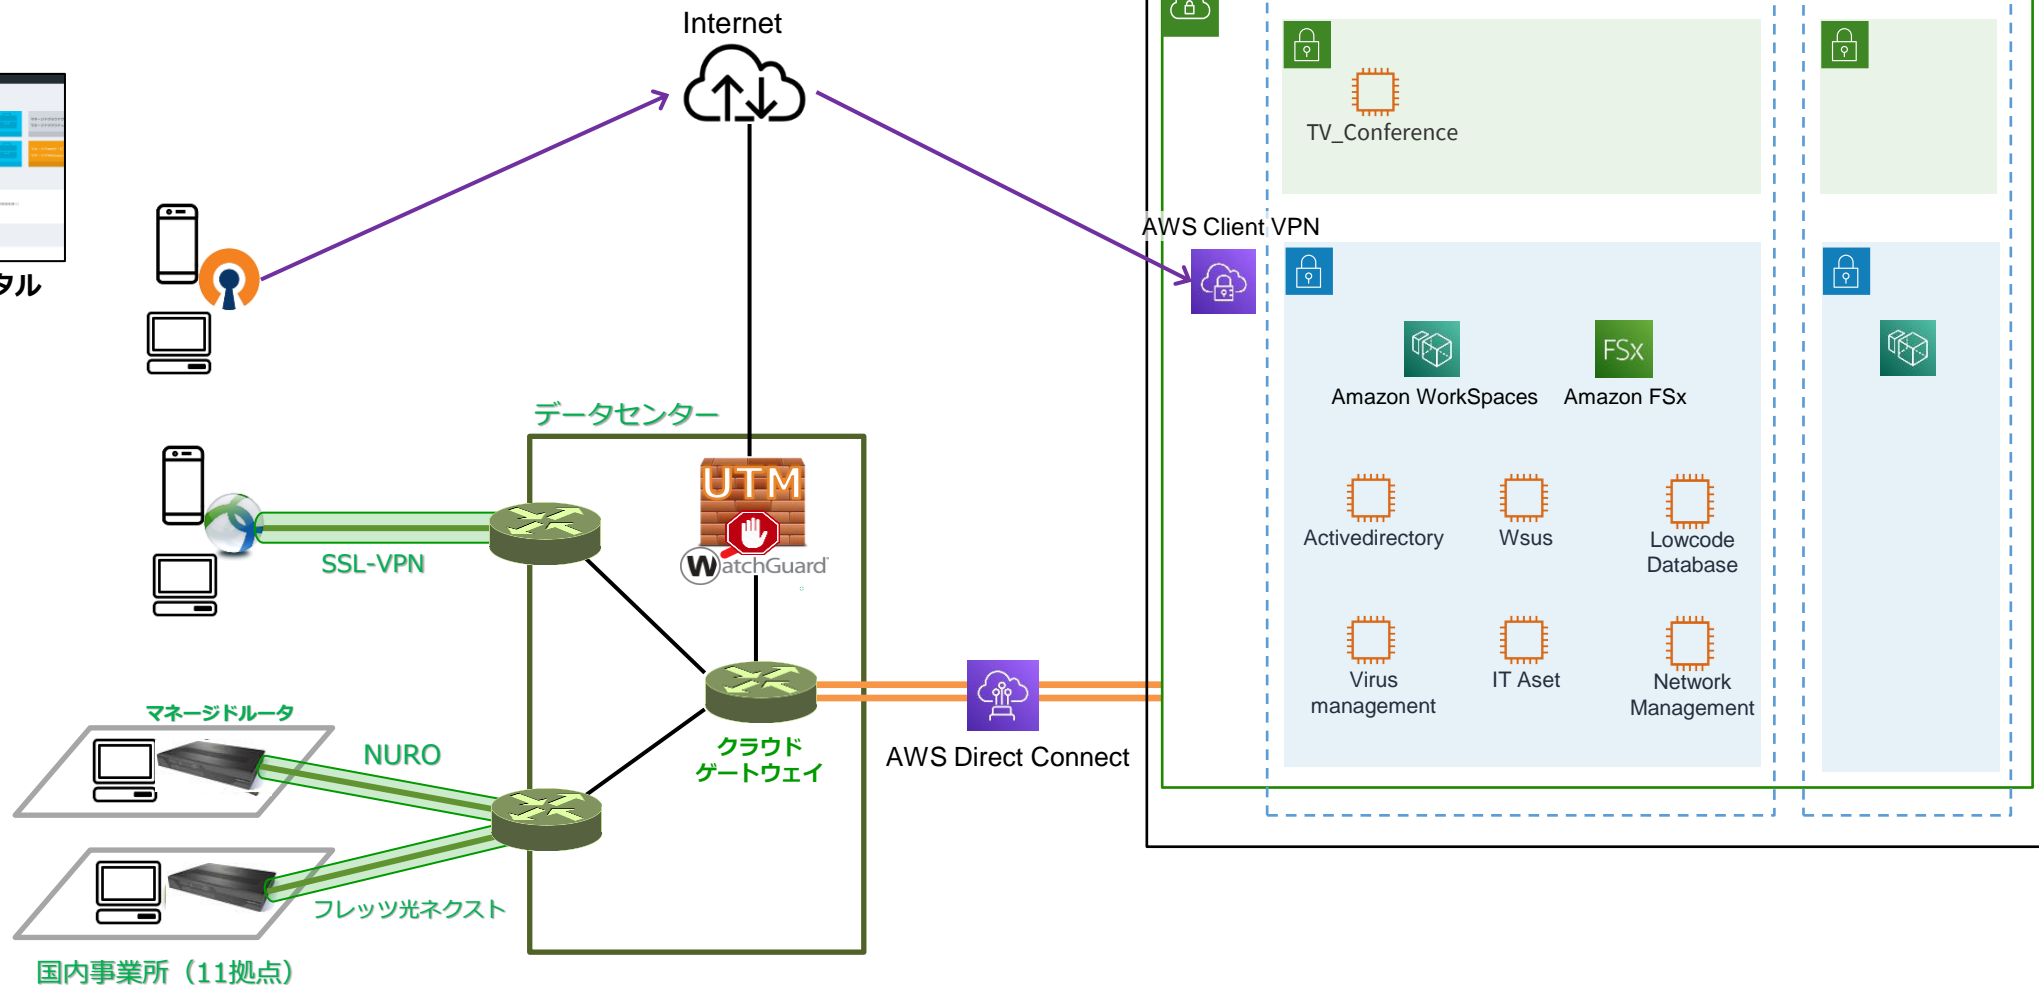 Internet
TV_Conference
AWS Client VPN
タル
FSx
Amazon WorkSpaces
Amazon FSx
データセンター
UTM
WatchGuard
SSL-VPN
Activedirectory
Wsus
Lowcode
Database
Virus
management
IT Aset
Network
Management
マネージドルータ
NURO
クラウド
ゲートウェイ
AWS Direct Connect
フレッツ光ネクスト
国内事業所（11拠点）